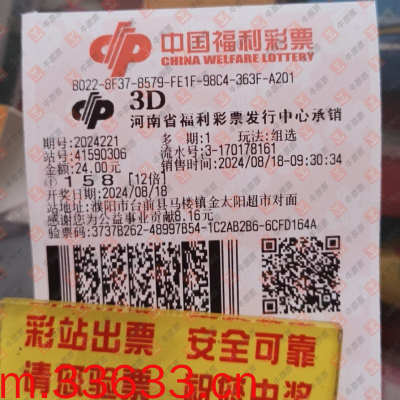 中国福利彩票
CHINA WELFARE LOTTERY
8022-8F37-8579-FE1F-98C4-363F-A201
3D
河南省福利彩票发行中心承销
期号:2024221 多 期:1 玩法:组选
站号:41590306 流水号:3-170178161
金额:24.00元 销售时间:2024/08/18-09:30:34
① 158 [12倍]
开奖日期:2024/08/18
站点地址:濮阳市台前县马楼镇金太阳超市对面
感谢您为公益事业贡献8.16元
验票码:3737B262-48997B54-1C2AB2B6-6CFD164A
彩站出票 安全可靠
mi.33633.cn